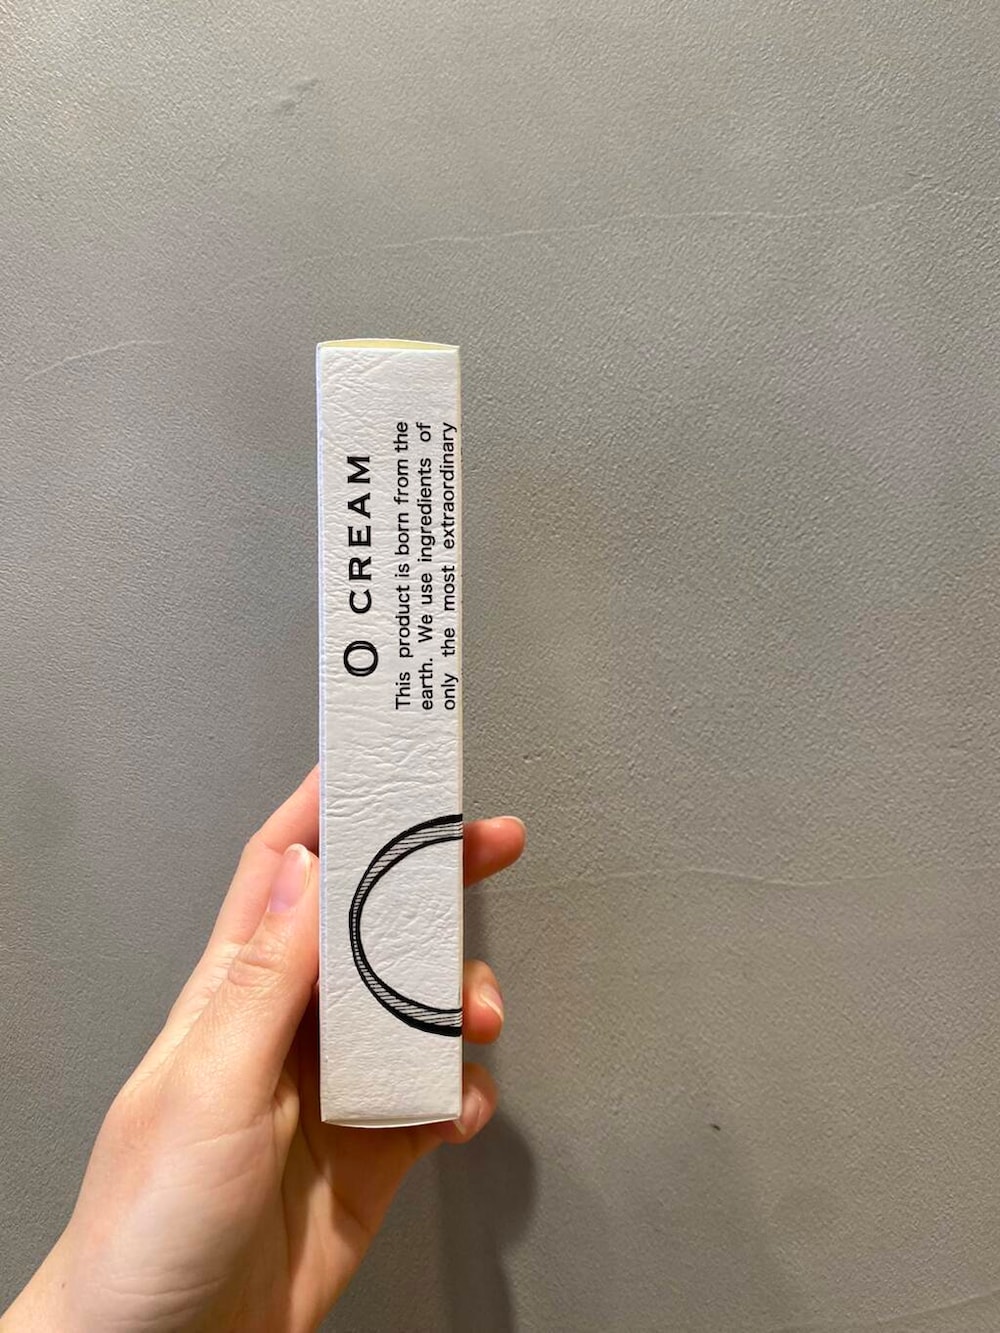 O CREAM
This product is born from the
earth. We use ingredients of
only the most extraordinary